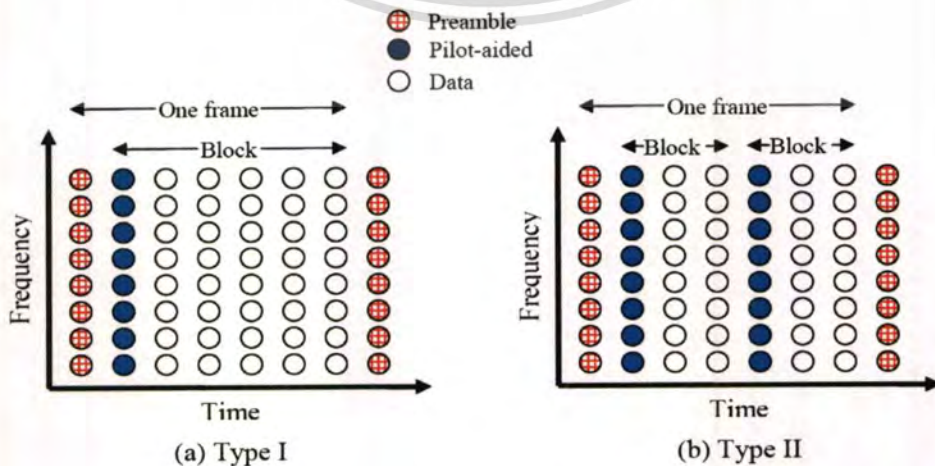 Preamble
Pilot-aided
Data
One frame
Block
Frequency
Time
(a) Type I
One frame
Block
Block
Frequency
Time
(b) Type II